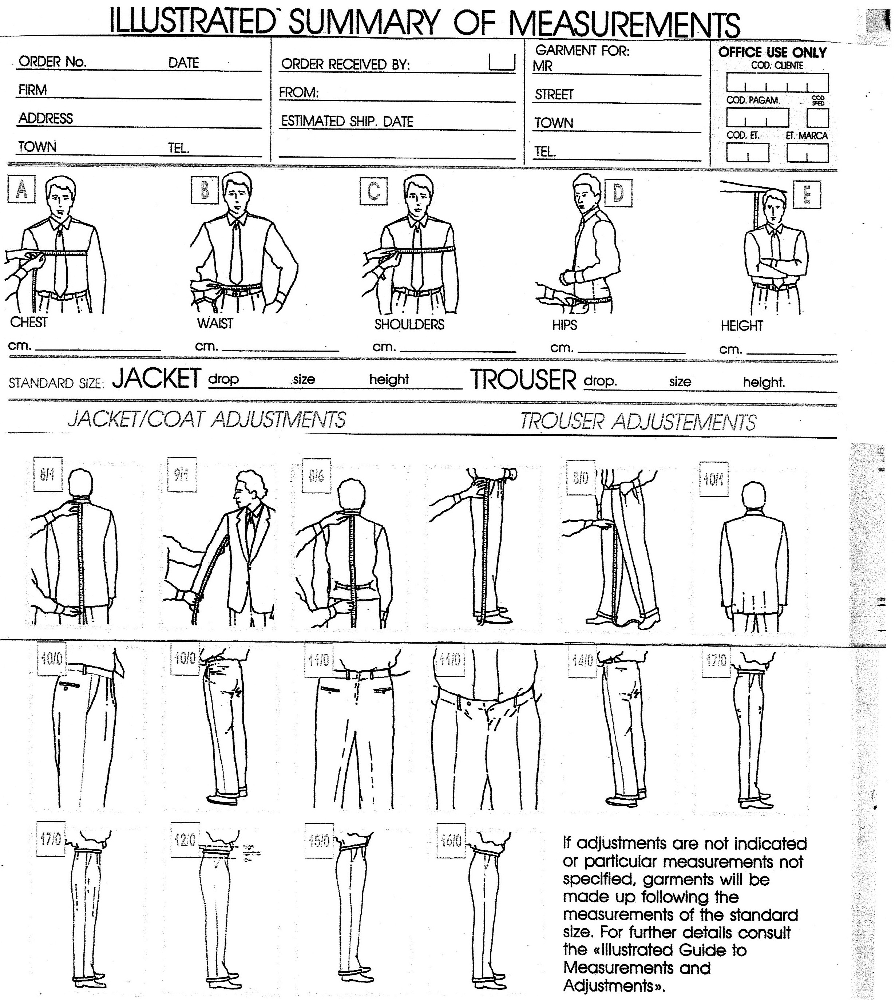 ILLUSTRATED SUMMARY OF MEASUREMENTS
ORDER No. DATE
FIRM
ADDRESS
TOWN TEL.
ORDER RECEIVED BY:
FROM:
ESTIMATED SHIP. DATE
GARMENT FOR:
MR
STREET
TOWN
TEL.
OFFICE USE ONLY
COD. CLIENTE
COD. PAGAM. COD SPED
COD. ET. ET. MARCA
A B C D E
CHEST WAIST SHOULDERS HIPS HEIGHT
cm. cm. cm. cm. cm.
STANDARD SIZE: JACKET drop size height TROUSER drop. size height.
JACKET/COAT ADJUSTMENTS TROUSER ADJUSTEMENTS
8/1 9/1 8/6 8/0 10/1
10/0 10/0 11/0 11/0 14/0 17/0
17/0 12/0 15/0 16/0
If adjustments are not indicated
or particular measurements not
specified, garments will be
made up following the
measurements of the standard
size. For further details consult
the «Illustrated Guide to
Measurements and
Adjustments».